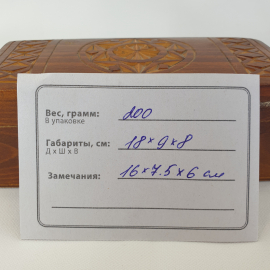 Вес, грамм: 200
В упаковке
Габариты, см: 18×9×8
Д х Ш х В
Замечания: 16×7.5×6 см